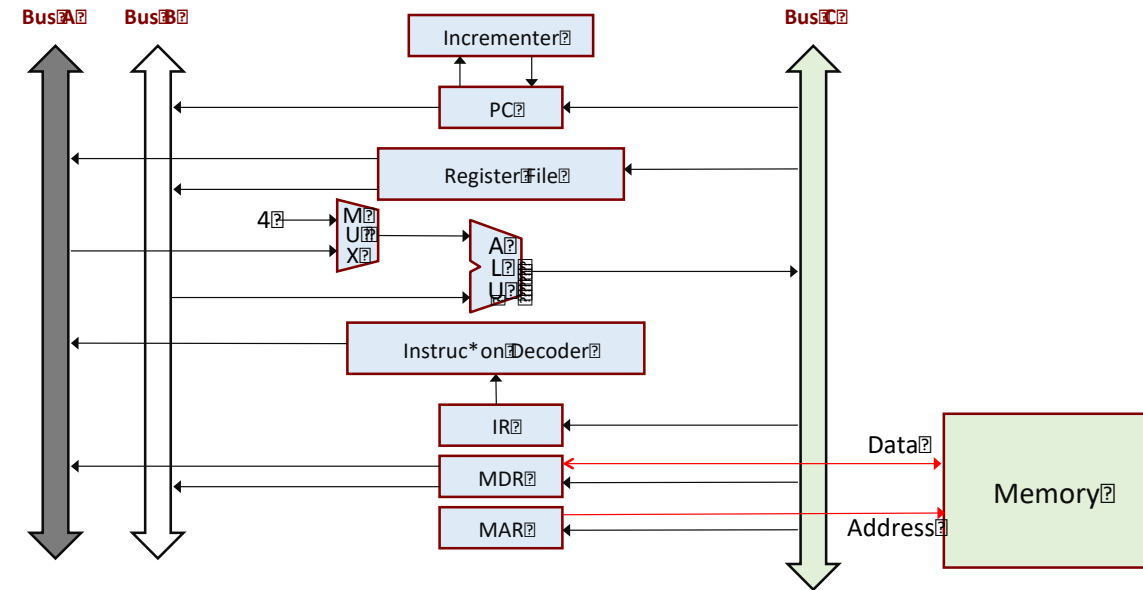 Bus A
Bus B
Bus C
Incrementer
PC
Register File
4
M
U
X
A
L
U
Instruc*on Decoder
IR
Data
MDR
Memory
MAR
Address